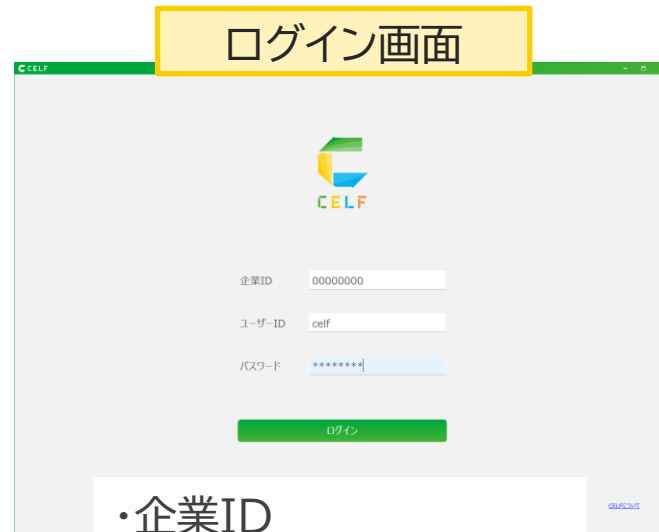 ログイン画面
CELF
CELF
企業ID 00000000
ユーザーID celf
パスワード ********
ログイン
CELFについて
・企業ID